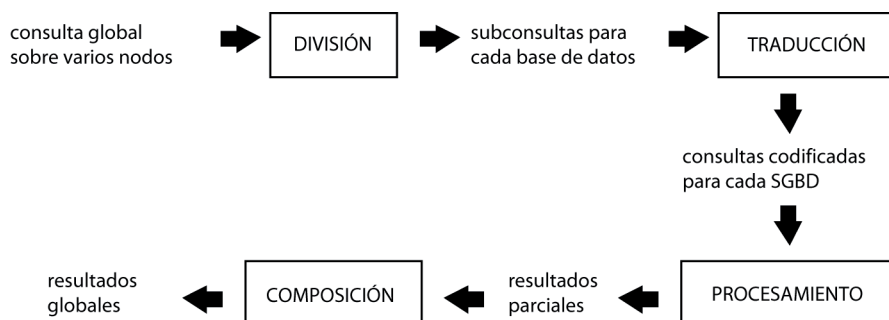 consulta global
sobre varios nodos
DIVISIÓN
subconsultas para
cada base de datos
TRADUCCIÓN
consultas codificadas
para cada SGBD
PROCESAMIENTO
resultados
parciales
COMPOSICIÓN
resultados
globales